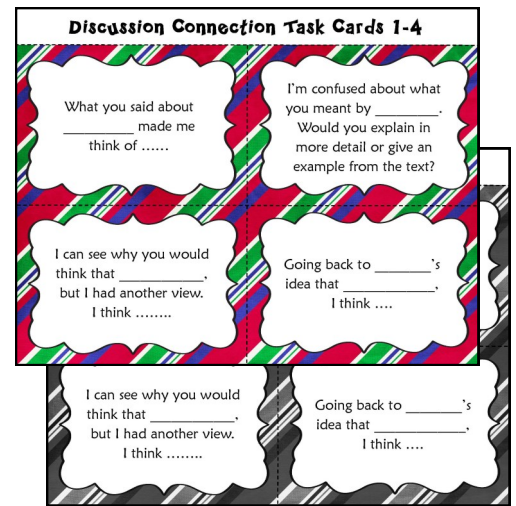 Discussion Connection Task Cards 1-4
What you said about
__________ made me
think of ......
I'm confused about what
you meant by _________.
Would you explain in
more detail or give an
example from the text?
I can see why you would
think that ____________,
but I had another view.
I think ........
Going back to ________'s
idea that _____________,
I think ....
I can see why you would
think that ____________,
but I had another view.
I think ........
Going back to ________'s
idea that _____________,
I think ....